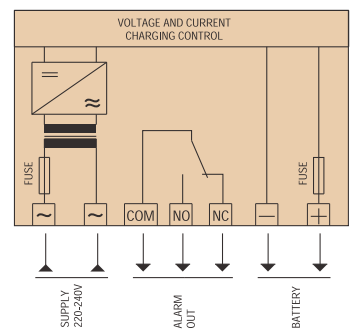 VOLTAGE AND CURRENT
CHARGING CONTROL
FUSE
FUSE
~ ~ COM NO NC − +
SUPPLY
220-240V
ALARM
OUT
BATTERY